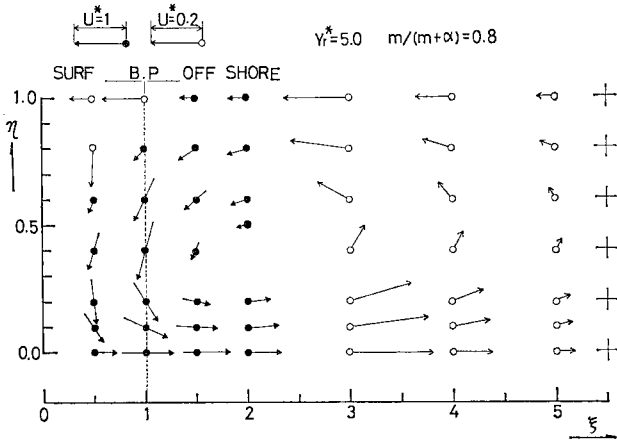 U*=1 U*=0.2
Yr*=5.0 m/(m+α)=0.8
SURF B.P OFF SHORE
1.0
η
0.5
0.0
0 1 2 3 4 5 ξ